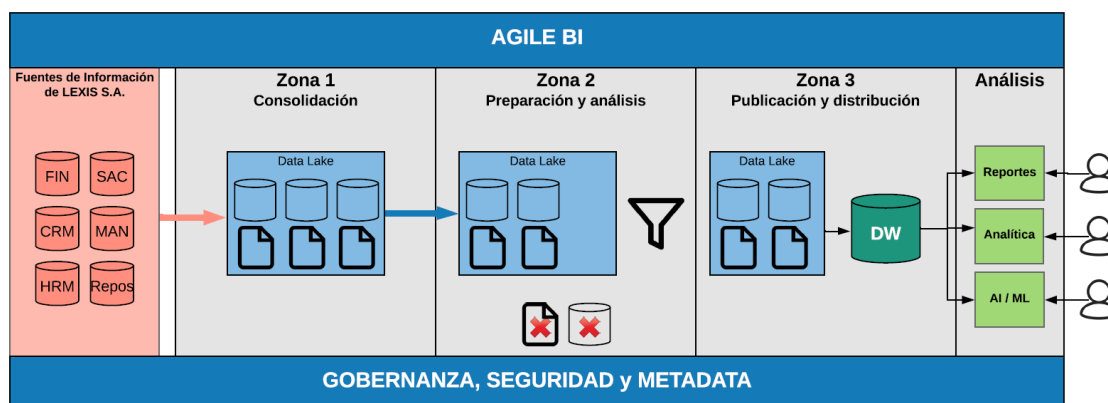 AGILE BI
Fuentes de Información
de LEXIS S.A.
FIN
SAC
CRM
MAN
HRM
Repos
Zona 1
Consolidación
Data Lake
Zona 2
Preparación y análisis
Data Lake
Zona 3
Publicación y distribución
Data Lake
DW
Análisis
Reportes
Analítica
AI / ML
GOBERNANZA, SEGURIDAD y METADATA